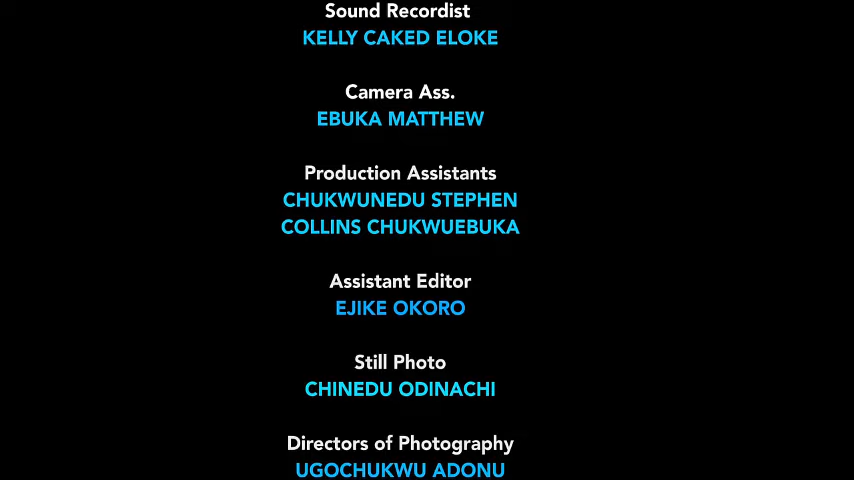 Sound Recordist
KELLY CAKED ELOKE
Camera Ass.
EBUKA MATTHEW
Production Assistants
CHUKWUNEDU STEPHEN
COLLINS CHUKWUEBUKA
Assistant Editor
EJIKE OKORO
Still Photo
CHINEDU ODINACHI
Directors of Photography
UGOCHUKWU ADONU